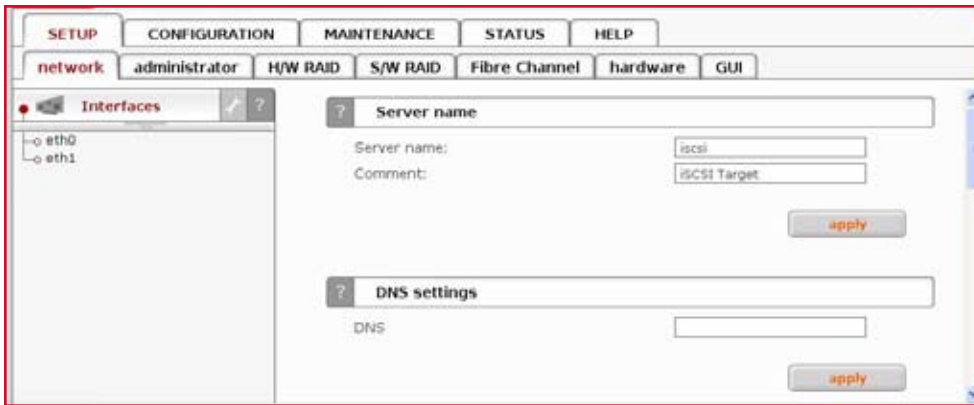 SETUP CONFIGURATION MAINTENANCE STATUS HELP
network administrator H/W RAID S/W RAID Fibre Channel hardware GUI
Interfaces ?
eth0
eth1
? Server name
Server name: iscsi
Comment: iSCSI Target
apply
? DNS settings
DNS
apply